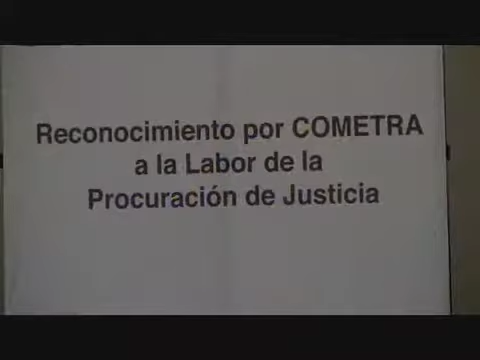 Reconocimiento por COMETRA
a la Labor de la
Procuración de Justicia